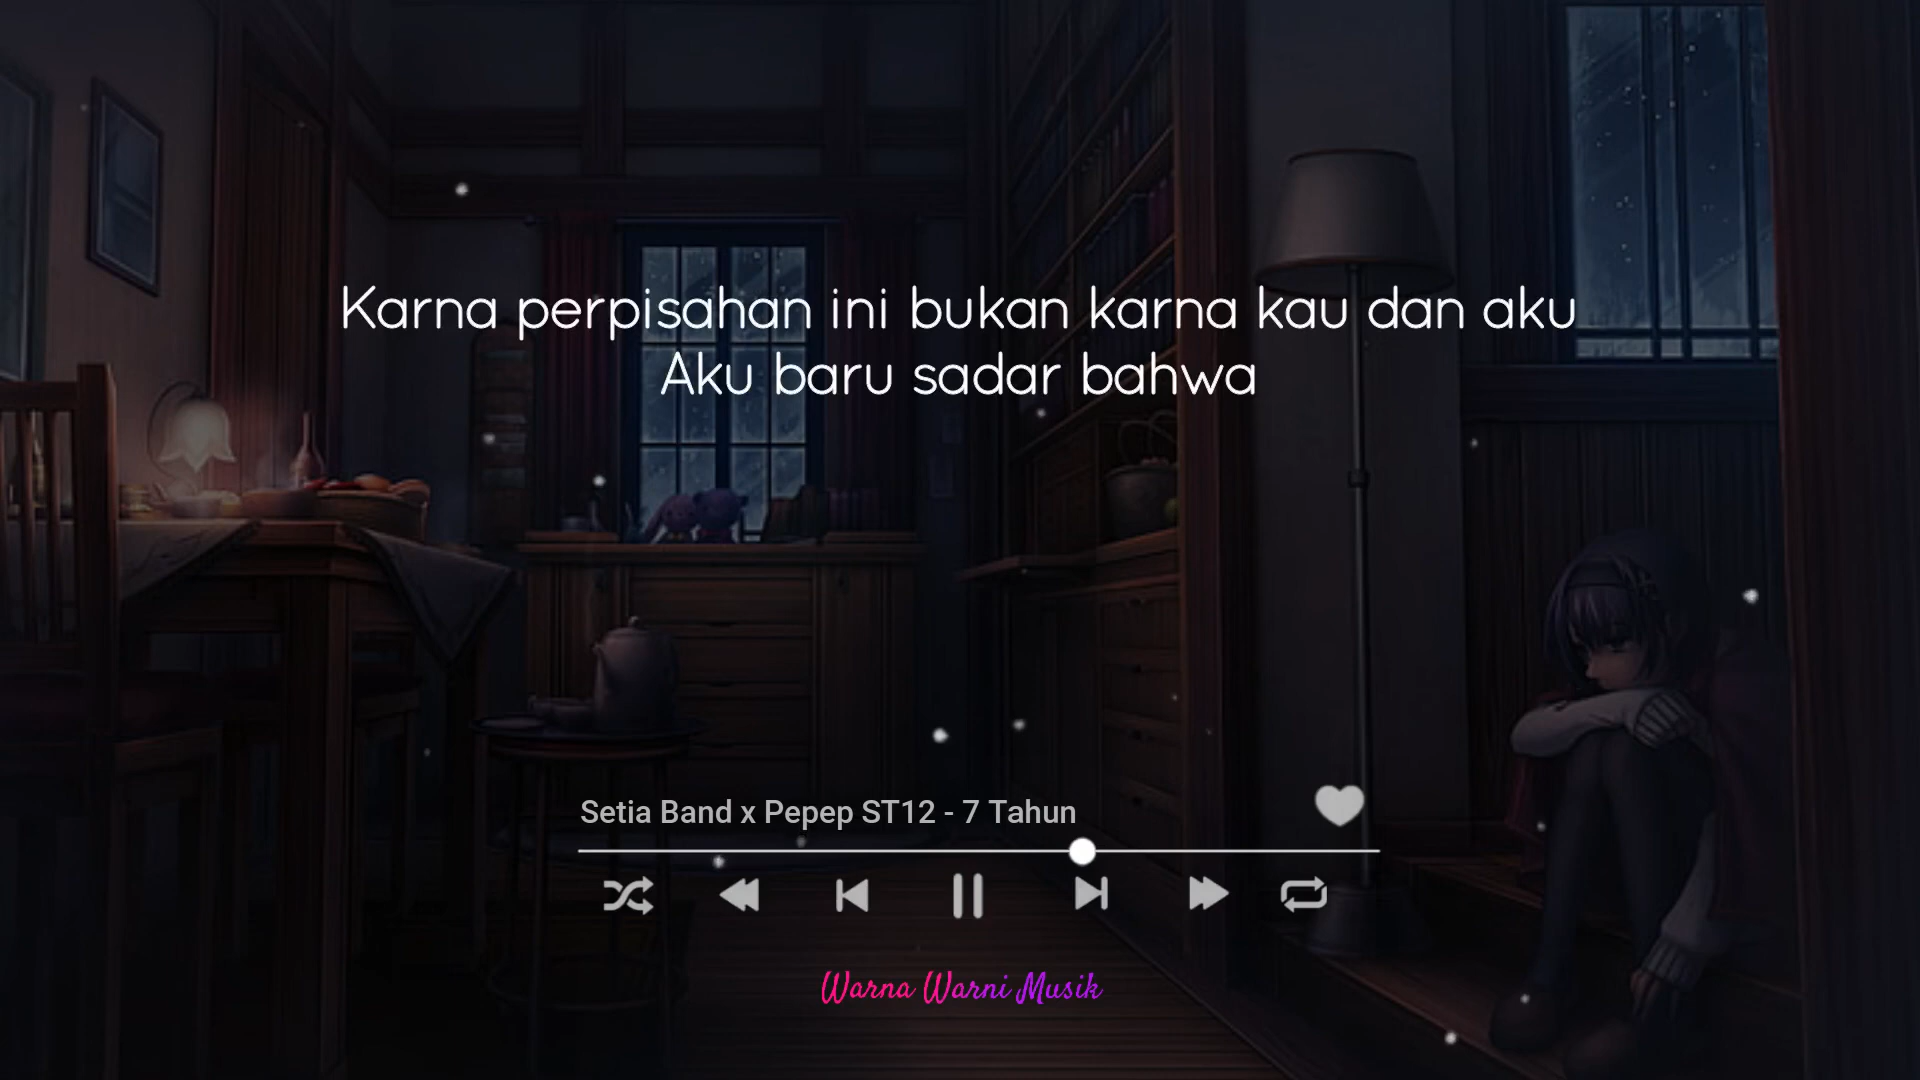 Karna perpisahan ini bukan karna kau dan aku
Aku baru sadar bahwa
Setia Band x Pepep ST12 - 7 Tahun
Warna Warni Musik